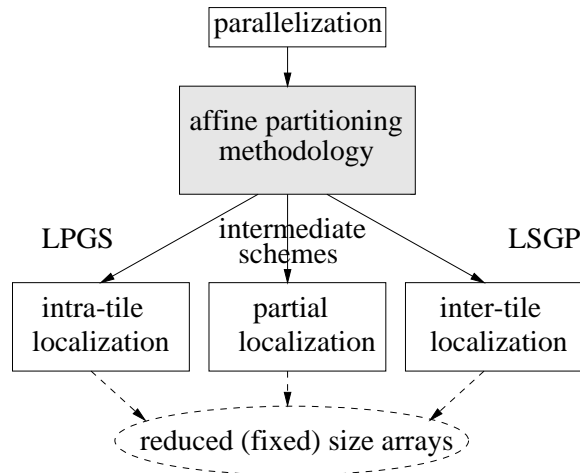 parallelization
affine partitioning
methodology
LPGS
intermediate
schemes
LSGP
intra-tile
localization
partial
localization
inter-tile
localization
reduced (fixed) size arrays